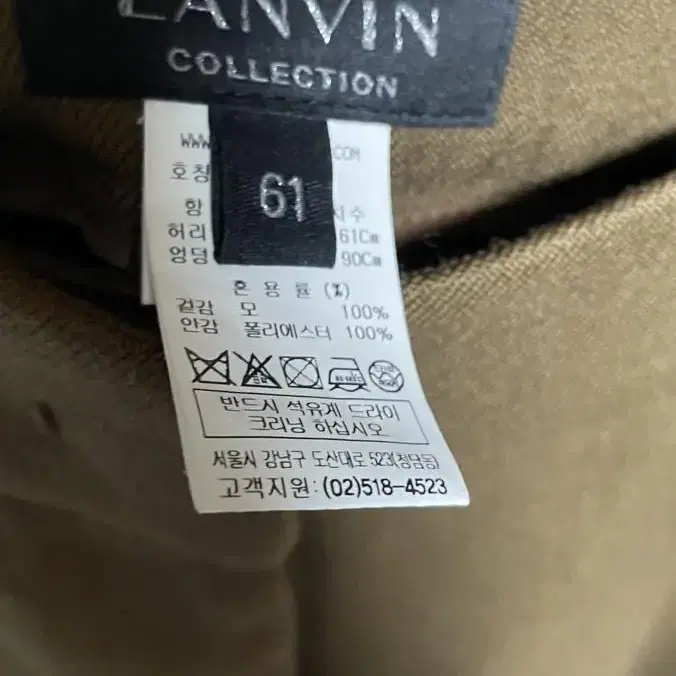 LANVIN
COLLECTION
WWW COM
호칭
61
항 치수
허리 61Cm
엉덩 90Cm
혼 용 률 (%)
겉감 모 100%
안감 폴리에스터 100%
반드시 석유계 드라이
크리닝 하십시오
서울시 강남구 도산대로 523(청담동)
고객지원: (02)518-4523